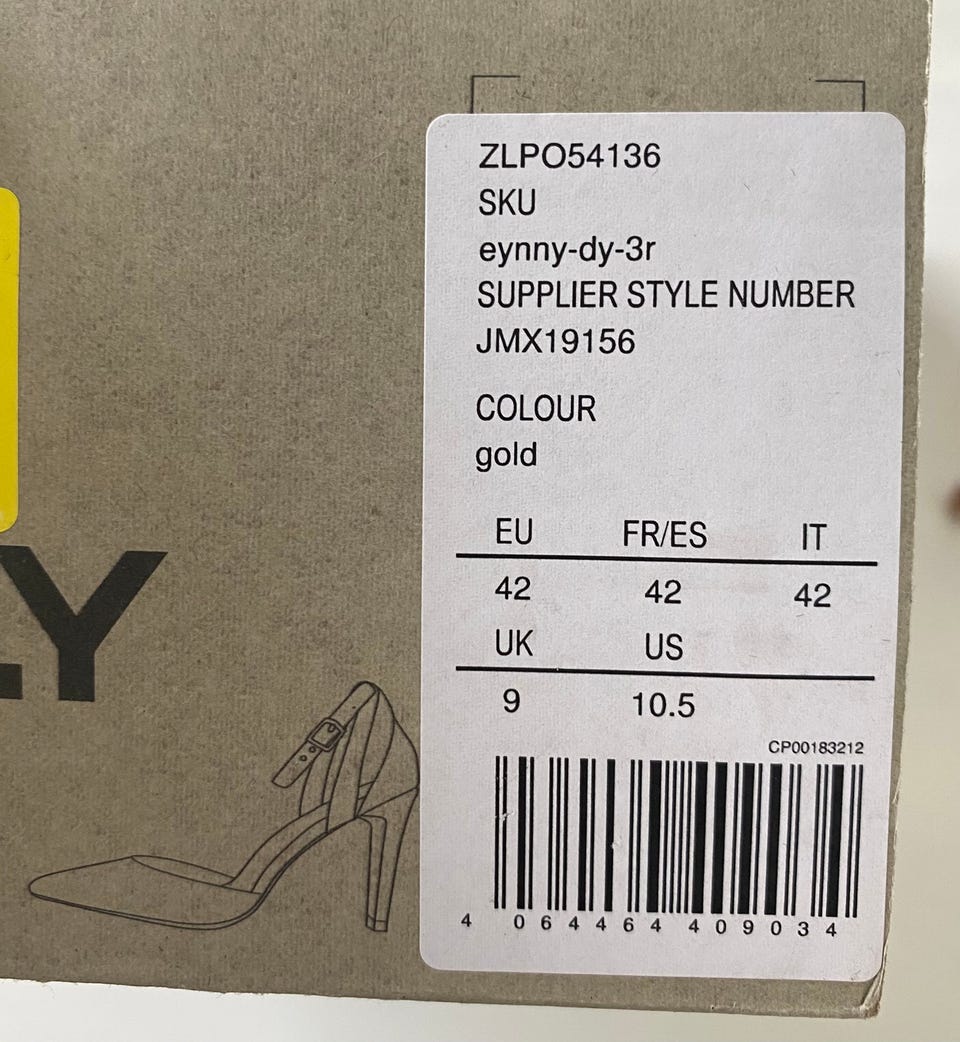 ZLPO54136
SKU
eynny-dy-3r
SUPPLIER STYLE NUMBER
JMX19156
COLOUR
gold
EU FR/ES IT
42 42 42
UK US
9 10.5
CP00183212
4 064464 409034
LY